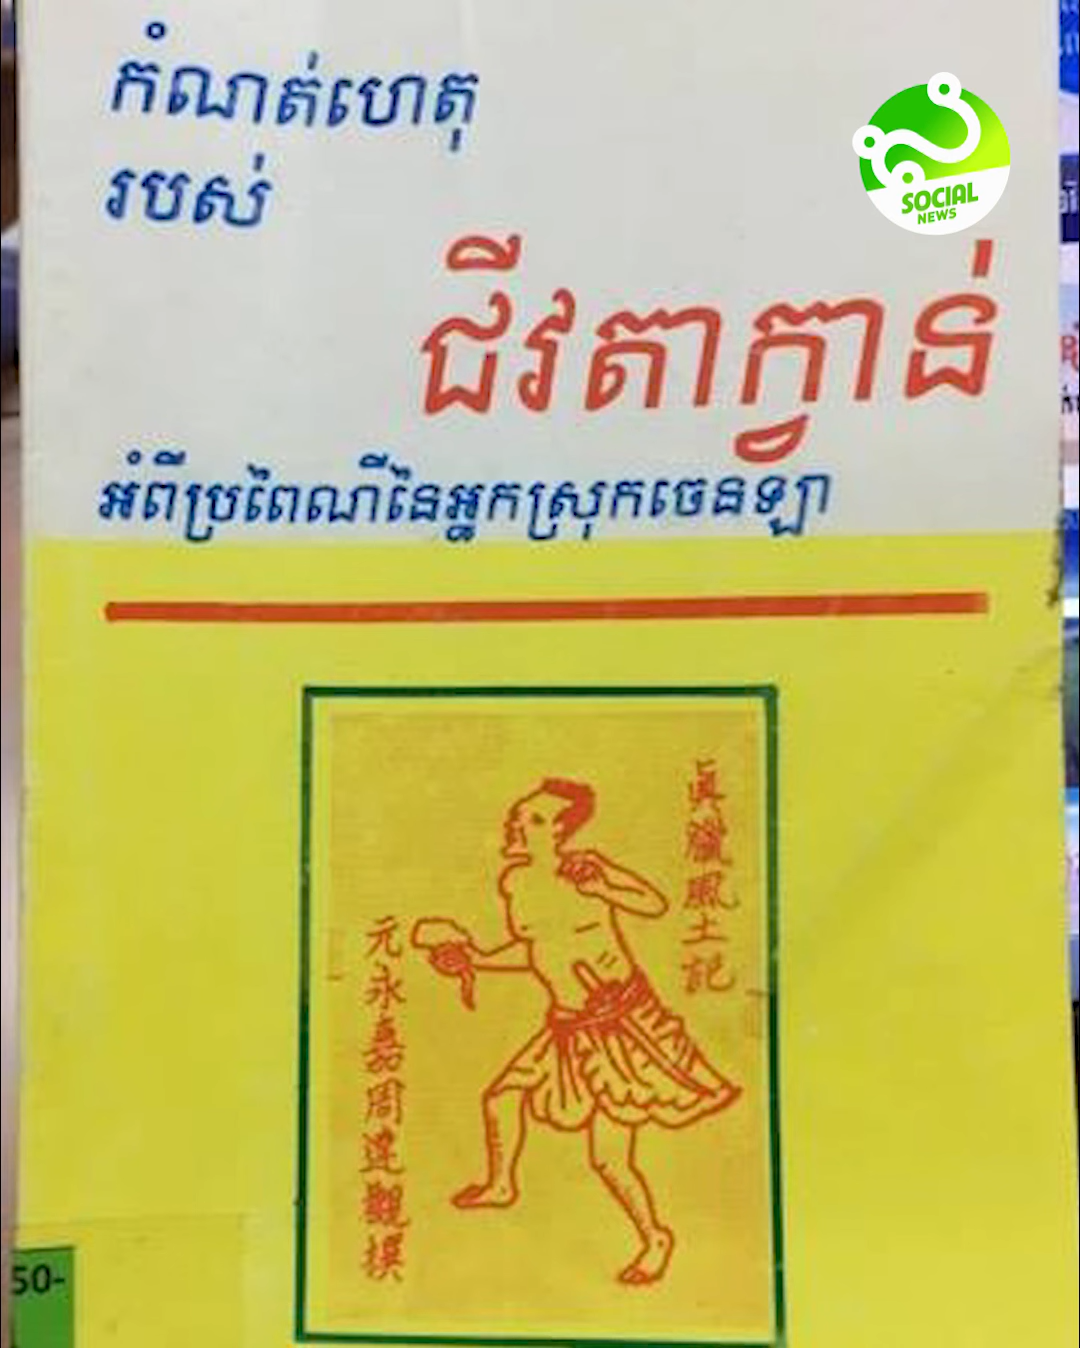 កំណត់ហេតុ
របស់
ជីវតាក្វាន់
អំពីប្រពៃណីនៃអ្នកស្រុកចេនឡា
SOCIAL
NEWS
眞臘風土記
元永嘉周達觀撰
50-